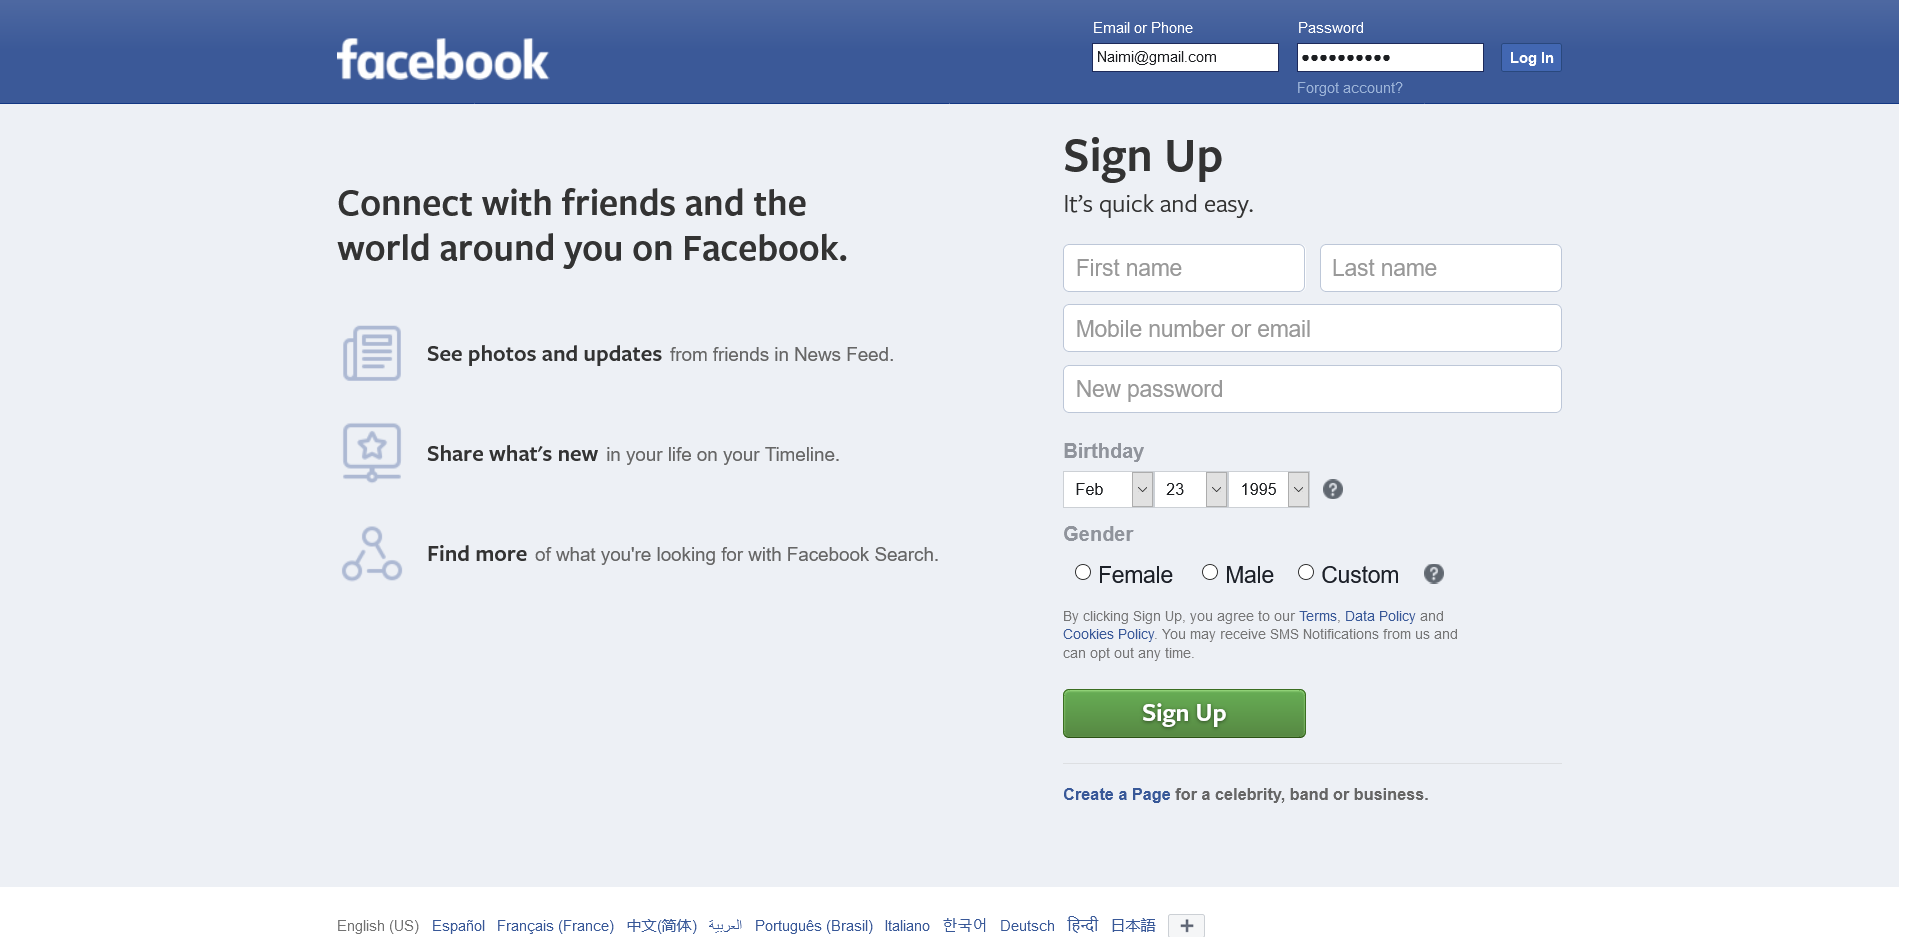 facebook
Email or Phone
Password
Naimi@gmail.com
●●●●●●●●●●
Log In
Forgot account?
Connect with friends and the
world around you on Facebook.
See photos and updates from friends in News Feed.
Share what's new in your life on your Timeline.
Find more of what you're looking for with Facebook Search.
Sign Up
It's quick and easy.
First name
Last name
Mobile number or email
New password
Birthday
Feb 23 1995 ?
Gender
Female Male Custom ?
By clicking Sign Up, you agree to our Terms, Data Policy and
Cookies Policy. You may receive SMS Notifications from us and
can opt out any time.
Sign Up
Create a Page for a celebrity, band or business.
English (US) Español Français (France) 中文(简体) العربية Português (Brasil) Italiano 한국어 Deutsch हिन्दी 日本語 +